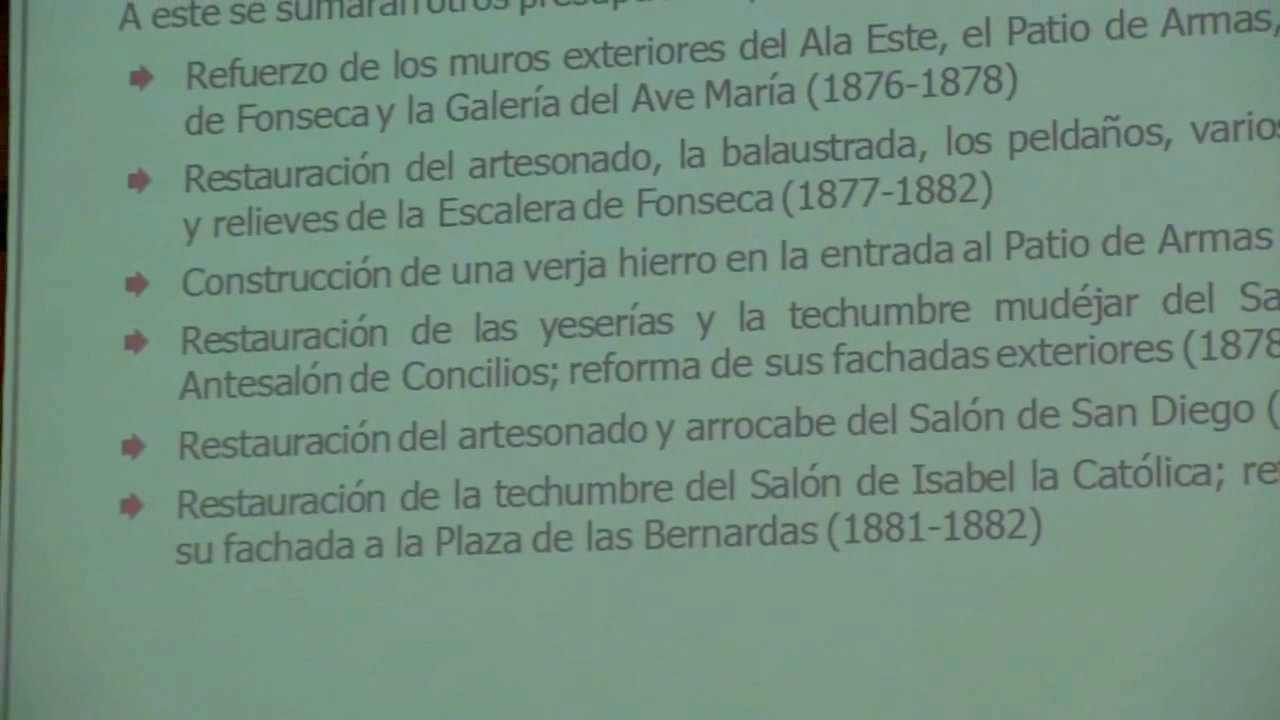 A este se sumarán otros
Refuerzo de los muros exteriores del Ala Este, el Patio de Armas,
de Fonseca y la Galería del Ave María (1876-1878)
Restauración del artesonado, la balaustrada, los peldaños, vario
y relieves de la Escalera de Fonseca (1877-1882)
Construcción de una verja hierro en la entrada al Patio de Armas
Restauración de las yeserías y la techumbre mudéjar del Sa
Antesalón de Concilios; reforma de sus fachadas exteriores (1878
Restauración del artesonado y arrocabe del Salón de San Diego (
Restauración de la techumbre del Salón de Isabel la Católica; re
su fachada a la Plaza de las Bernardas (1881-1882)